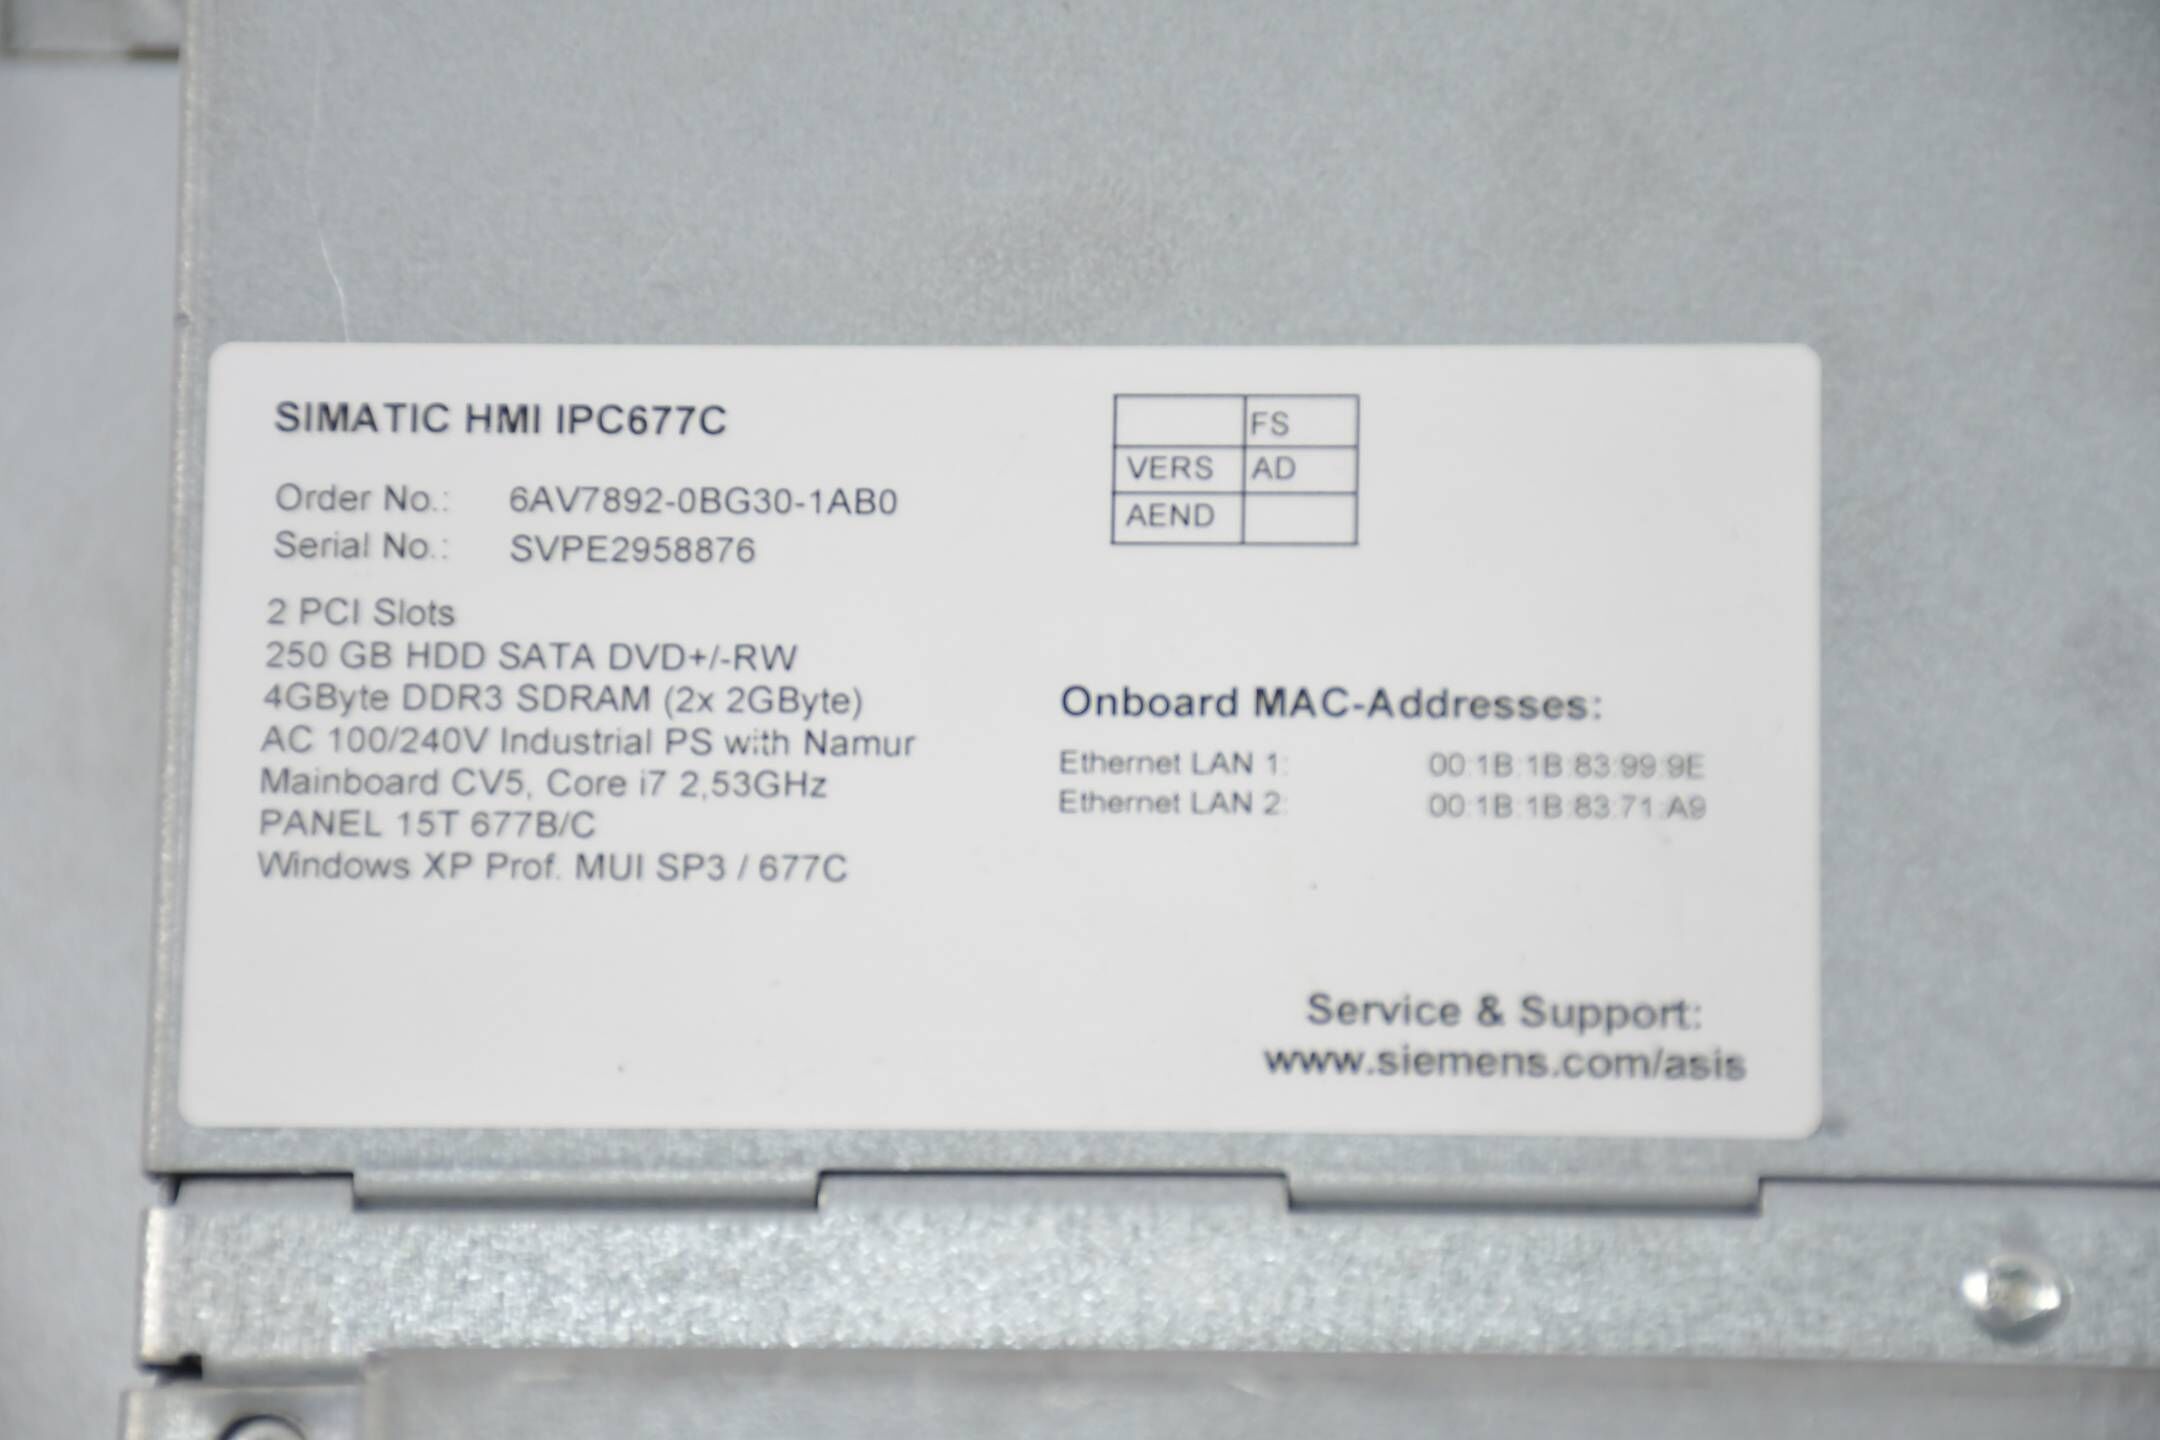 SIMATIC HMI IPC677C
FS
VERS AD
AEND
Order No.: 6AV7892-0BG30-1AB0
Serial No.: SVPE2958876
2 PCI Slots
250 GB HDD SATA DVD+/-RW
4GByte DDR3 SDRAM (2x 2GByte)
AC 100/240V Industrial PS with Namur
Mainboard CV5, Core i7 2,53GHz
PANEL 15T 677B/C
Windows XP Prof. MUI SP3 / 677C
Onboard MAC-Addresses:
Ethernet LAN 1: 00:1B:1B:83:99:9E
Ethernet LAN 2: 00:1B:1B:83:71:A9
Service & Support:
www.siemens.com/asis